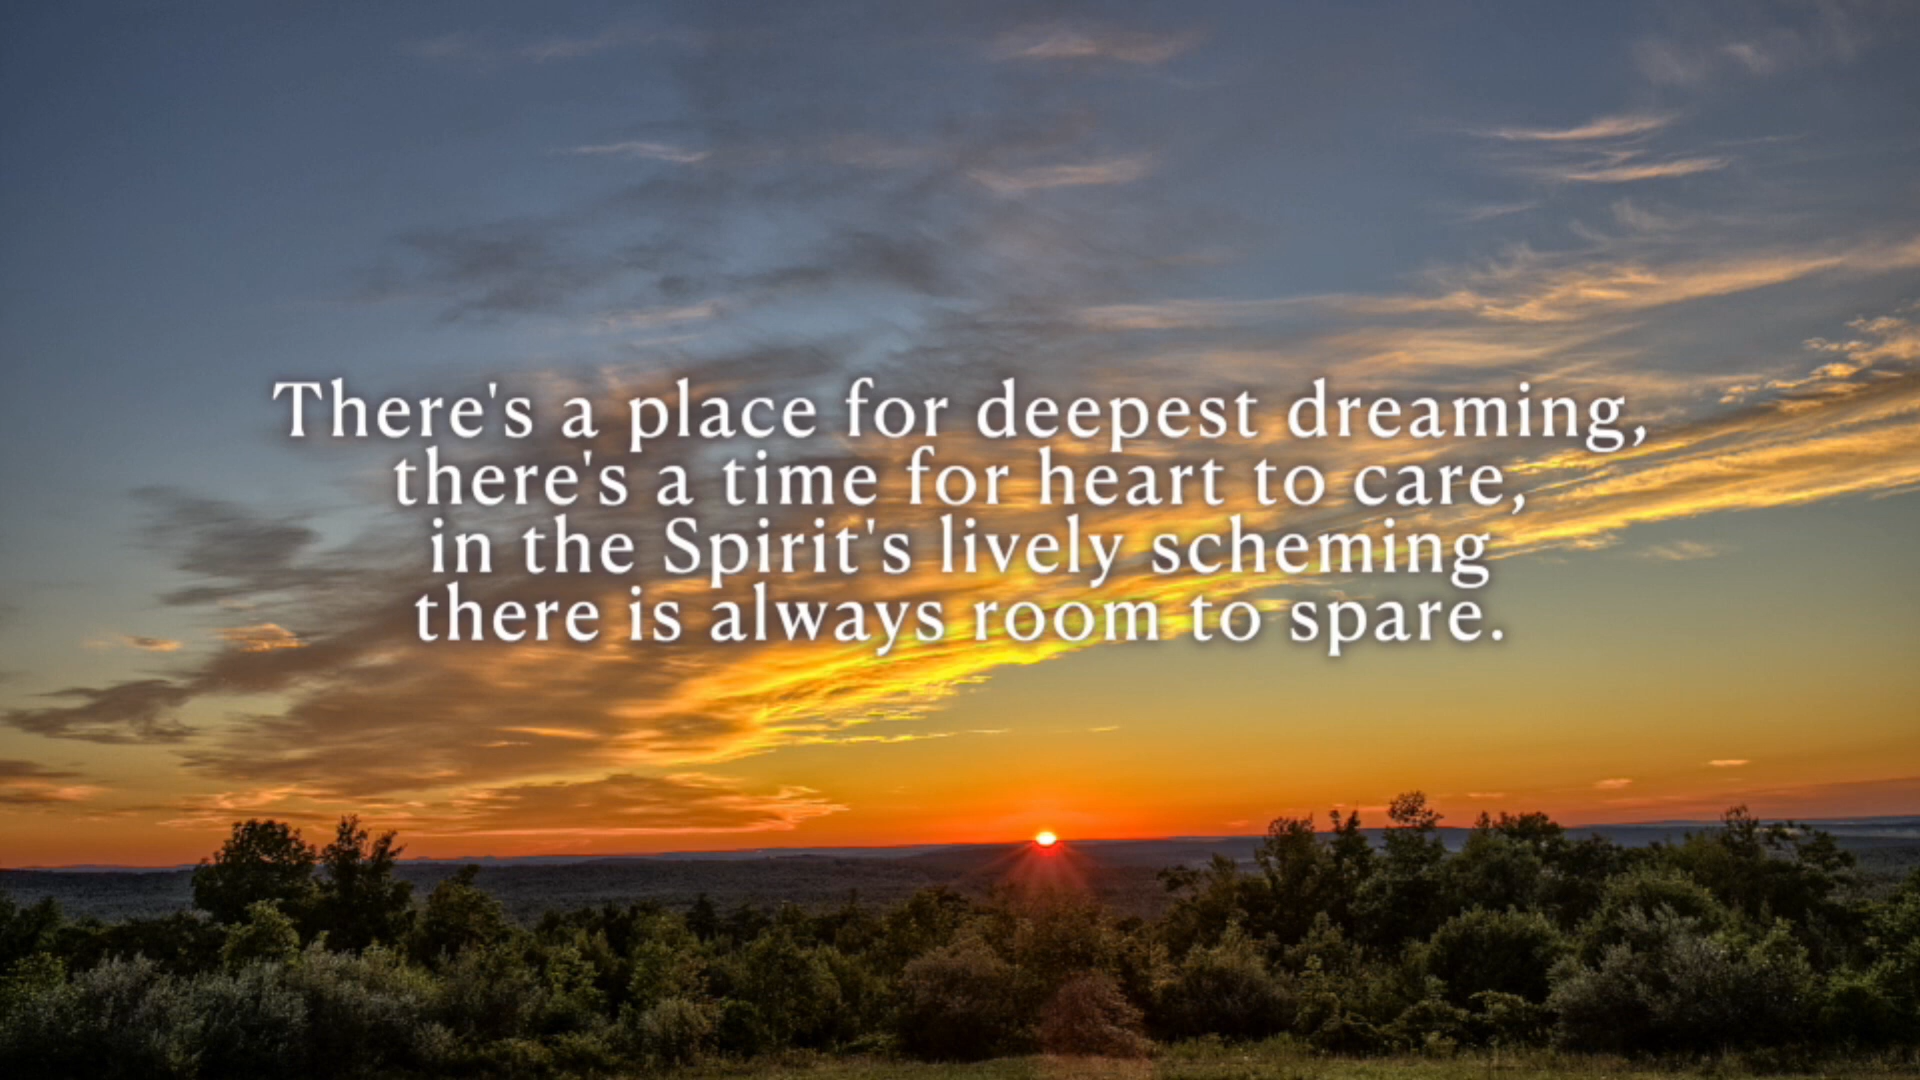 There's a place for deepest dreaming,
there's a time for heart to care,
in the Spirit's lively scheming
there is always room to spare.